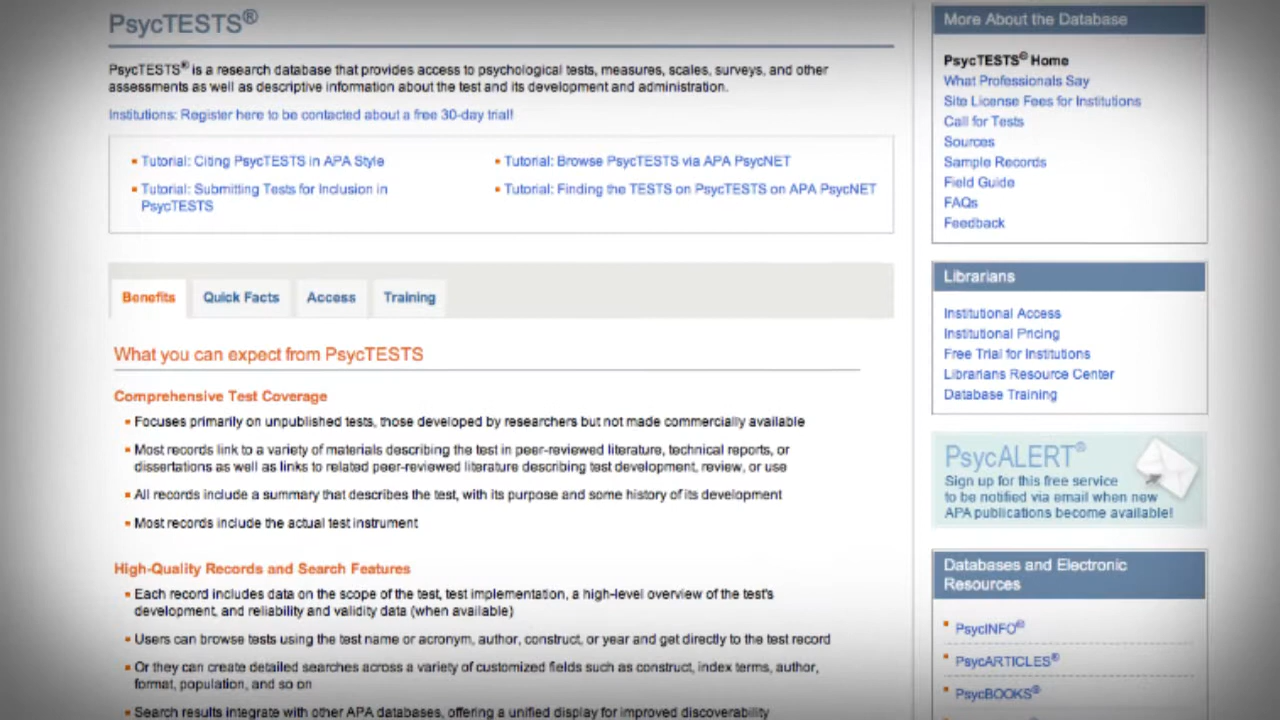 PsycTESTS®
PsycTESTS® is a research database that provides access to psychological tests, measures, scales, surveys, and other
assessments as well as descriptive information about the test and its development and administration.
Institutions: Register here to be contacted about a free 30-day trial!
▪ Tutorial: Citing PsycTESTS in APA Style
▪ Tutorial: Submitting Tests for Inclusion in
PsycTESTS
▪ Tutorial: Browse PsycTESTS via APA PsycNET
▪ Tutorial: Finding the TESTS on PsycTESTS on APA PsycNET
Benefits
Quick Facts
Access
Training
What you can expect from PsycTESTS
Comprehensive Test Coverage
▪ Focuses primarily on unpublished tests, those developed by researchers but not made commercially available
▪ Most records link to a variety of materials describing the test in peer-reviewed literature, technical reports, or
dissertations as well as links to related peer-reviewed literature describing test development, review, or use
▪ All records include a summary that describes the test, with its purpose and some history of its development
▪ Most records include the actual test instrument
High-Quality Records and Search Features
▪ Each record includes data on the scope of the test, test implementation, a high-level overview of the test's
development, and reliability and validity data (when available)
▪ Users can browse tests using the test name or acronym, author, construct, or year and get directly to the test record
▪ Or they can create detailed searches across a variety of customized fields such as construct, index terms, author,
format, population, and so on
▪ Search results integrate with other APA databases, offering a unified display for improved discoverability
More About the Database
PsycTESTS® Home
What Professionals Say
Site License Fees for Institutions
Call for Tests
Sources
Sample Records
Field Guide
FAQs
Feedback
Librarians
Institutional Access
Institutional Pricing
Free Trial for Institutions
Librarians Resource Center
Database Training
PsycALERT®
Sign up for this free service
to be notified via email when new
APA publications become available!
Databases and Electronic
Resources
▪ PsycINFO®
▪ PsycARTICLES®
▪ PsycBOOKS®